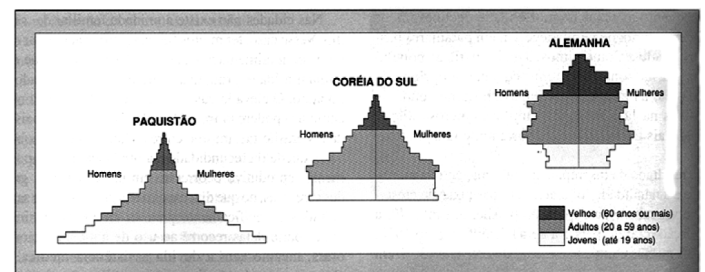 PAQUISTÃO
Homens
Mulheres
CORÉIA DO SUL
Homens
Mulheres
ALEMANHA
Homens
Mulheres
Velhos (60 anos ou mais)
Adultos (20 a 59 anos)
Jovens (até 19 anos)